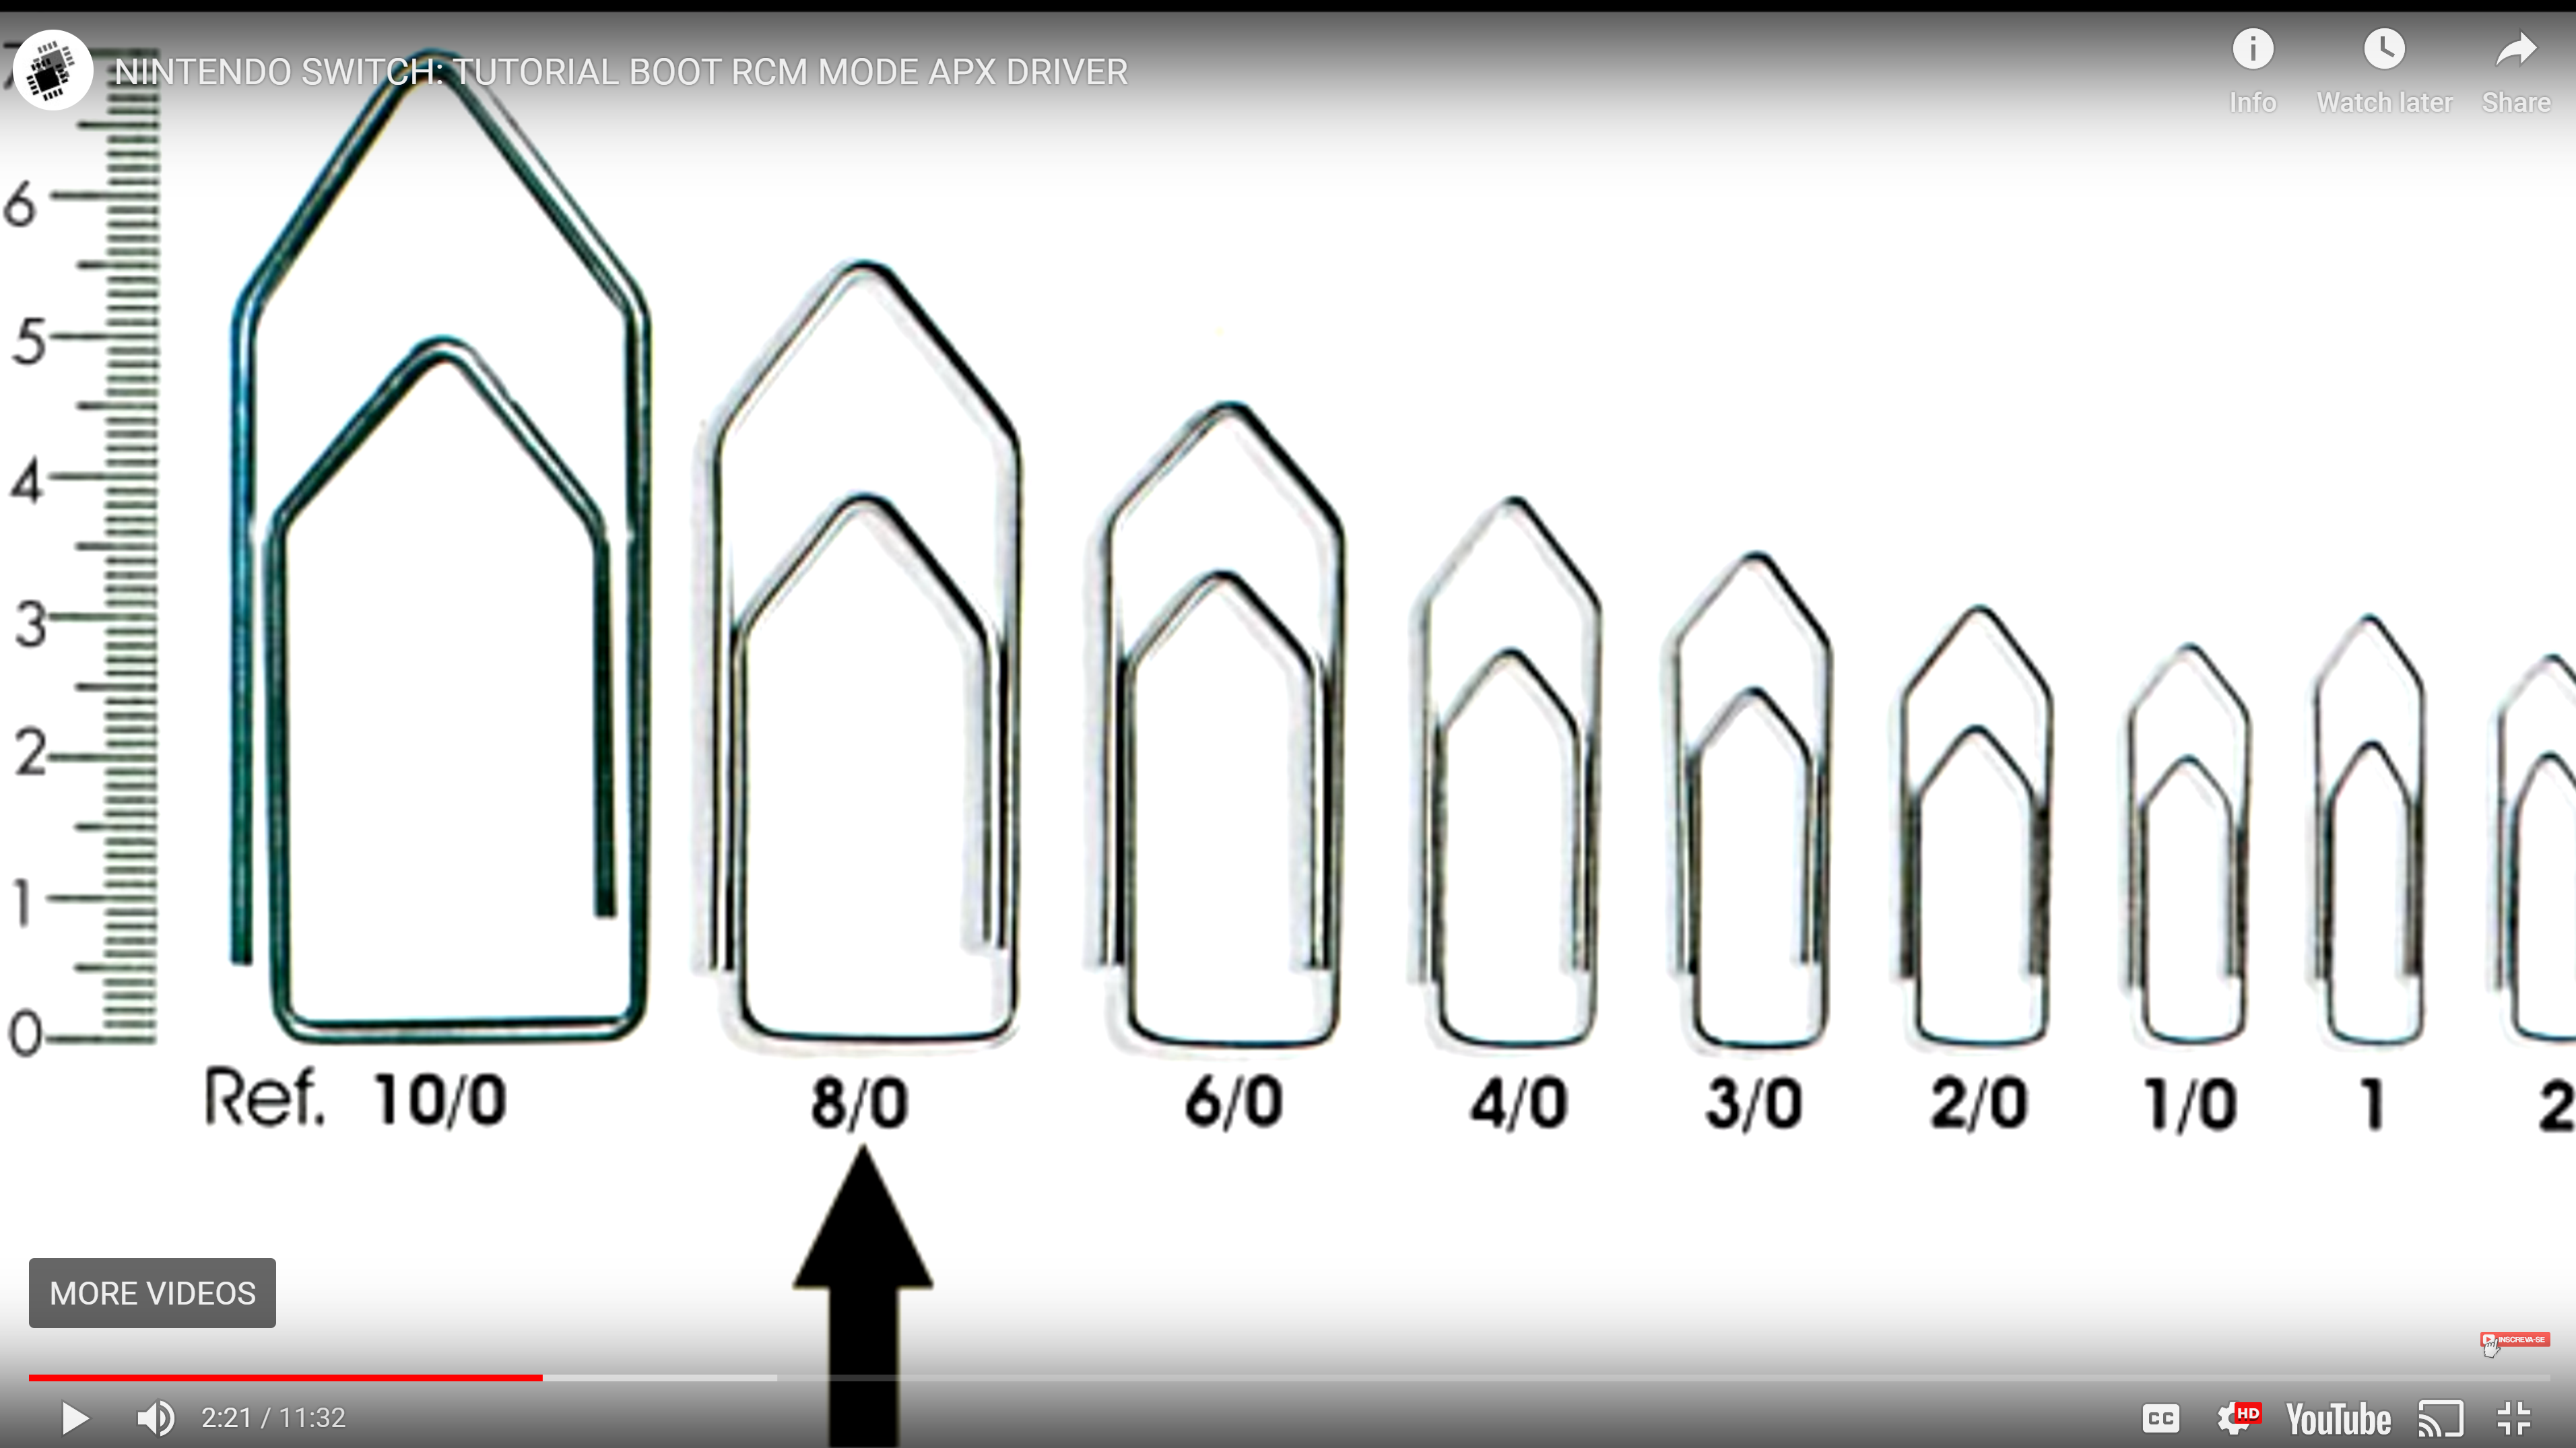 NINTENDO SWITCH: TUTORIAL BOOT RCM MODE APX DRIVER
Info
Watch later
Share
7
6
5
4
3
2
1
0
Ref. 10/0 8/0 6/0 4/0 3/0 2/0 1/0 1 2
MORE VIDEOS
INSCREVA-SE
2:21 / 11:32
CC
HD
YouTube